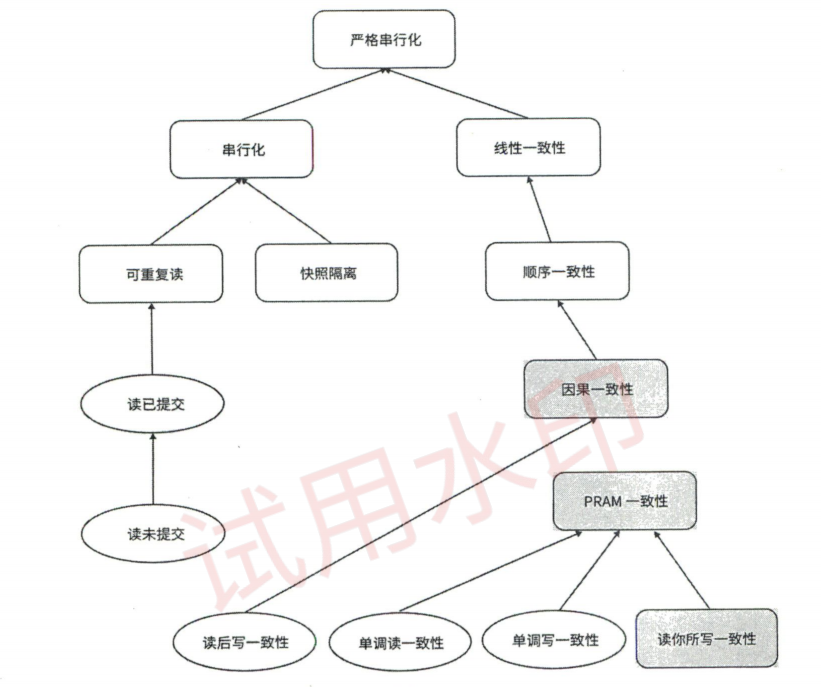 严格串行化
串行化
线性一致性
可重复读
快照隔离
顺序一致性
因果一致性
读已提交
PRAM 一致性
读未提交
读后写一致性
单调读一致性
单调写一致性
读你所写一致性
试用水印